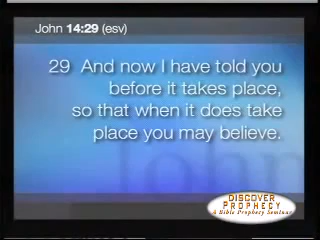 John 14:29 (esv)
29 And now I have told you
before it takes place,
so that when it does take
place you may believe.
John
DISCOVER
PROPHECY
A Bible Prophecy Seminar